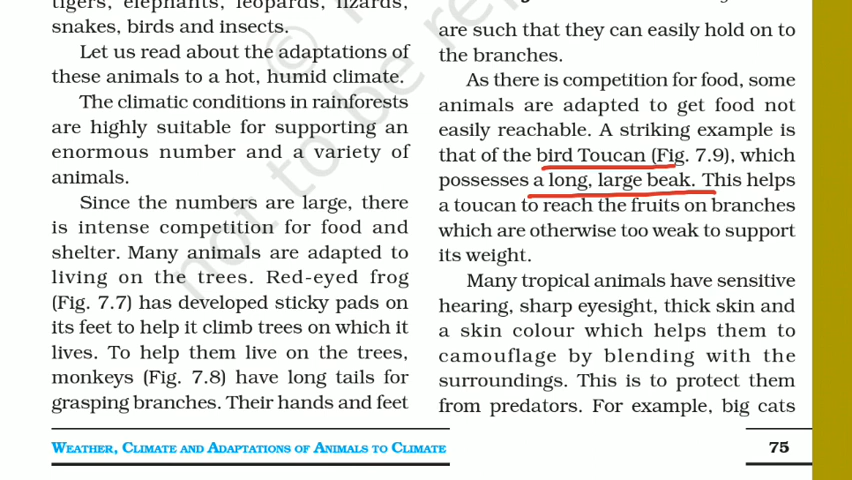 tigers, elephants, leopards, lizards,
snakes, birds and insects.
Let us read about the adaptations of
these animals to a hot, humid climate.
The climatic conditions in rainforests
are highly suitable for supporting an
enormous number and a variety of
animals.
Since the numbers are large, there
is intense competition for food and
shelter. Many animals are adapted to
living on the trees. Red-eyed frog
(Fig. 7.7) has developed sticky pads on
its feet to help it climb trees on which it
lives. To help them live on the trees,
monkeys (Fig. 7.8) have long tails for
grasping branches. Their hands and feet
are such that they can easily hold on to
the branches.
As there is competition for food, some
animals are adapted to get food not
easily reachable. A striking example is
that of the bird Toucan (Fig. 7.9), which
possesses a long, large beak. This helps
a toucan to reach the fruits on branches
which are otherwise too weak to support
its weight.
Many tropical animals have sensitive
hearing, sharp eyesight, thick skin and
a skin colour which helps them to
camouflage by blending with the
surroundings. This is to protect them
from predators. For example, big cats
WEATHER, CLIMATE AND ADAPTATIONS OF ANIMALS TO CLIMATE
75
©
not to be re